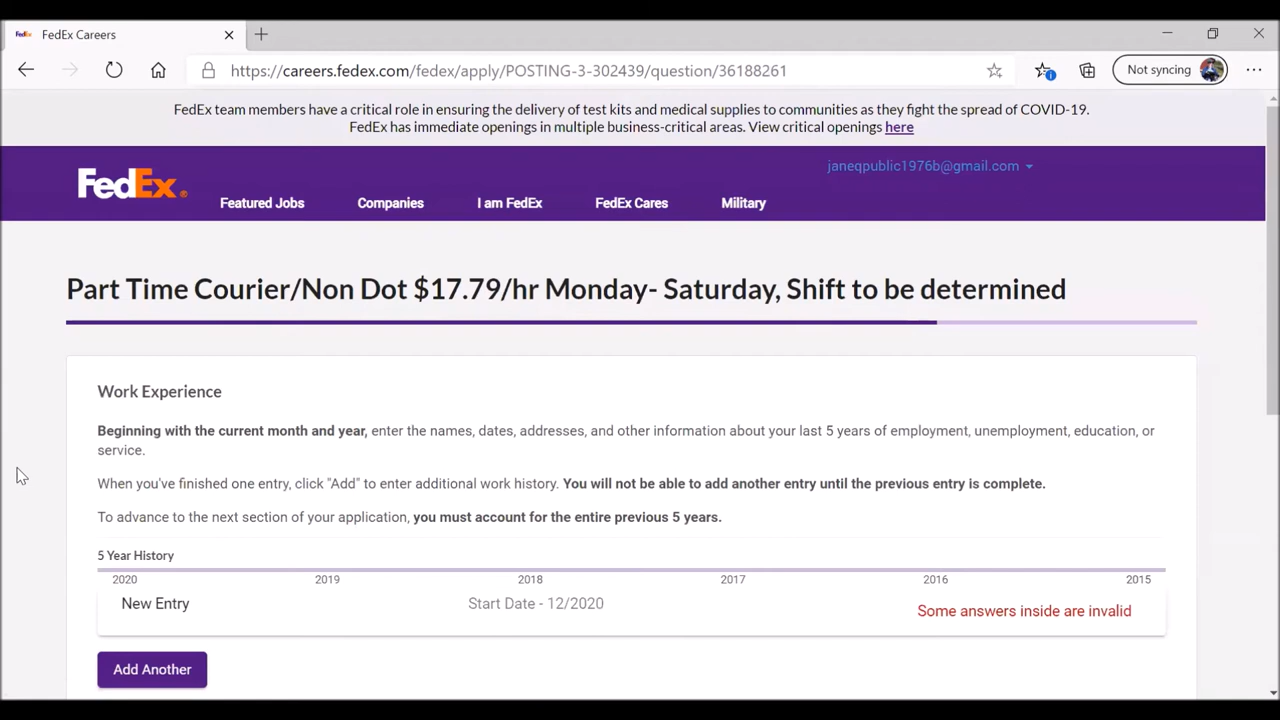 FedEx FedEx Careers
https://careers.fedex.com/fedex/apply/POSTING-3-302439/question/36188261
Not syncing
FedEx team members have a critical role in ensuring the delivery of test kits and medical supplies to communities as they fight the spread of COVID-19.
FedEx has immediate openings in multiple business-critical areas. View critical openings here
janeqpublic1976b@gmail.com
FedEx®
Featured Jobs Companies I am FedEx FedEx Cares Military
Part Time Courier/Non Dot $17.79/hr Monday- Saturday, Shift to be determined
Work Experience
Beginning with the current month and year, enter the names, dates, addresses, and other information about your last 5 years of employment, unemployment, education, or
service.
When you've finished one entry, click "Add" to enter additional work history. You will not be able to add another entry until the previous entry is complete.
To advance to the next section of your application, you must account for the entire previous 5 years.
5 Year History
2020 2019 2018 2017 2016 2015
New Entry Start Date - 12/2020 Some answers inside are invalid
Add Another